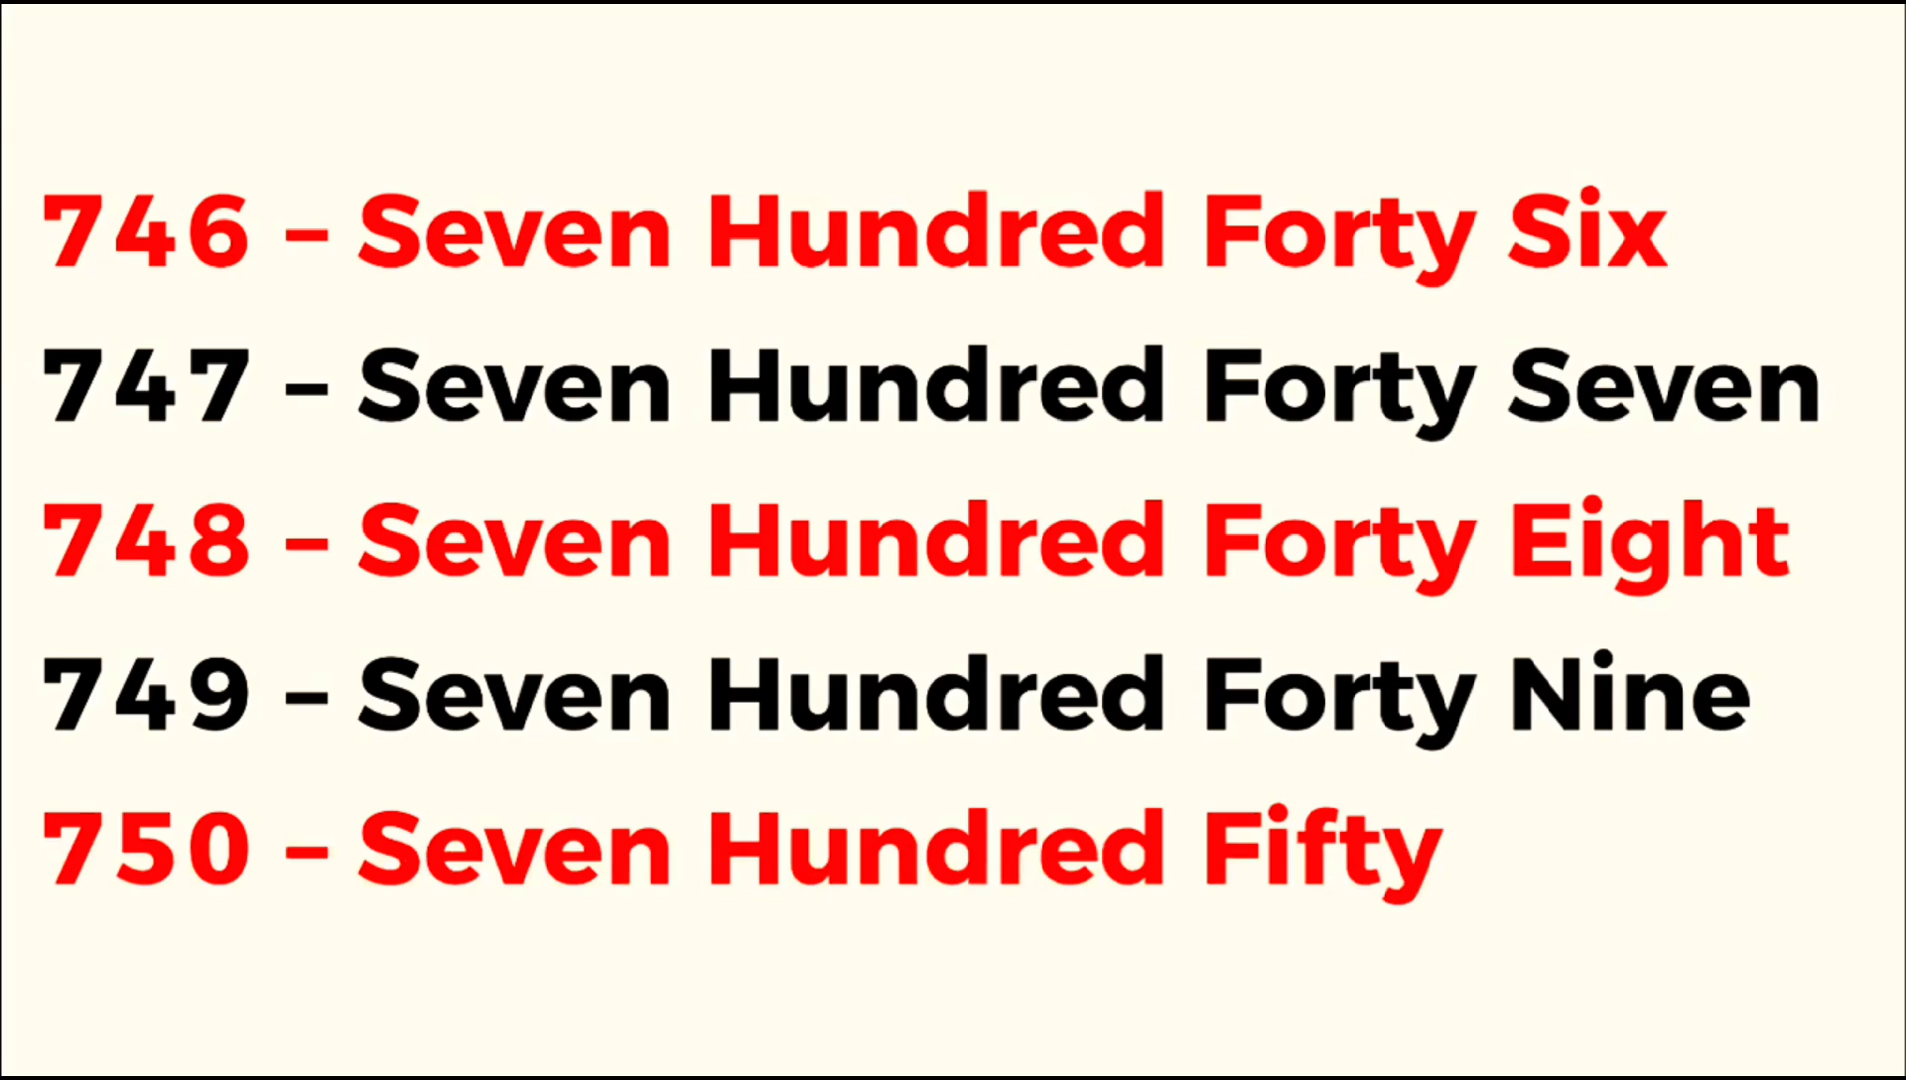 746 – Seven Hundred Forty Six
747 – Seven Hundred Forty Seven
748 – Seven Hundred Forty Eight
749 – Seven Hundred Forty Nine
750 – Seven Hundred Fifty